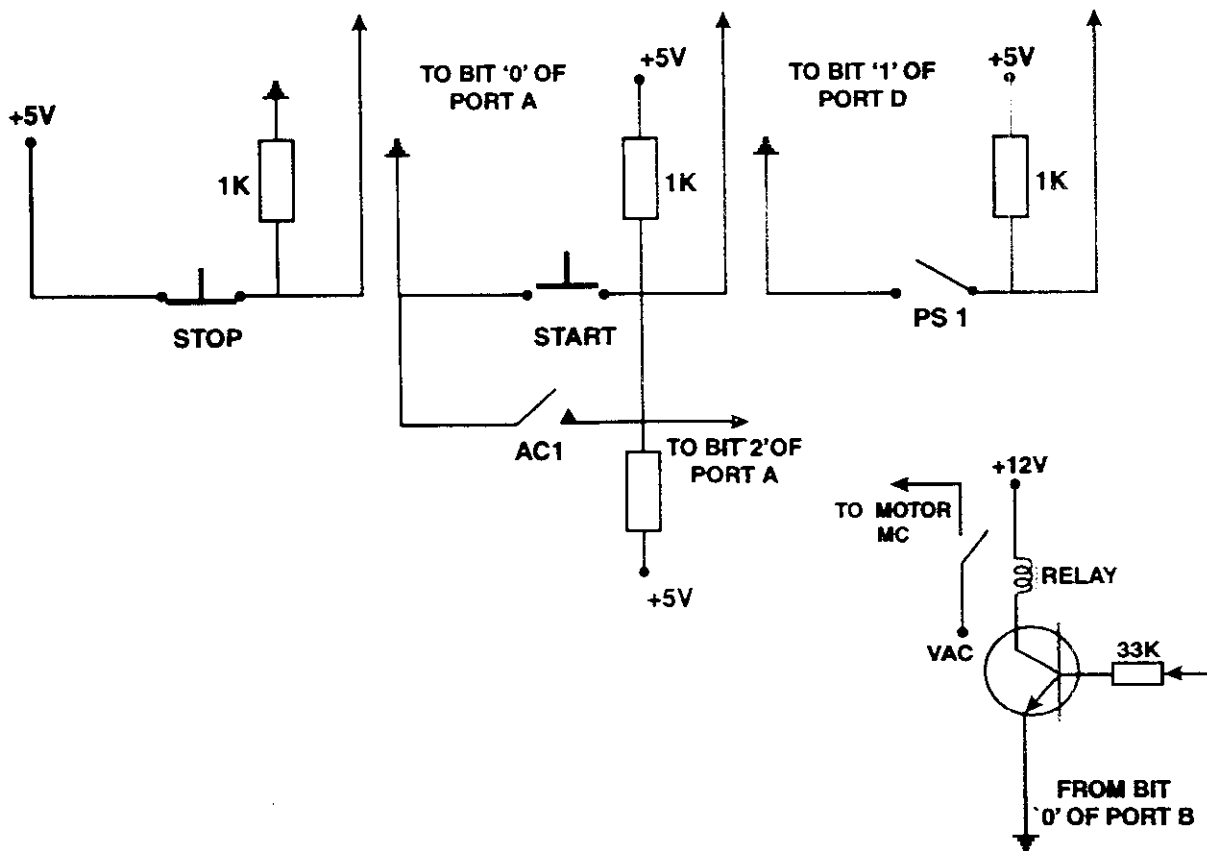 +5V
1K
STOP
TO BIT ‘0’ OF
PORT A
+5V
1K
START
AC1
TO BIT 2’OF
PORT A
+5V
TO BIT ‘1’ OF
PORT D
+5V
1K
PS 1
TO MOTOR
MC
+12V
RELAY
VAC
33K
FROM BIT
‘0’ OF PORT B